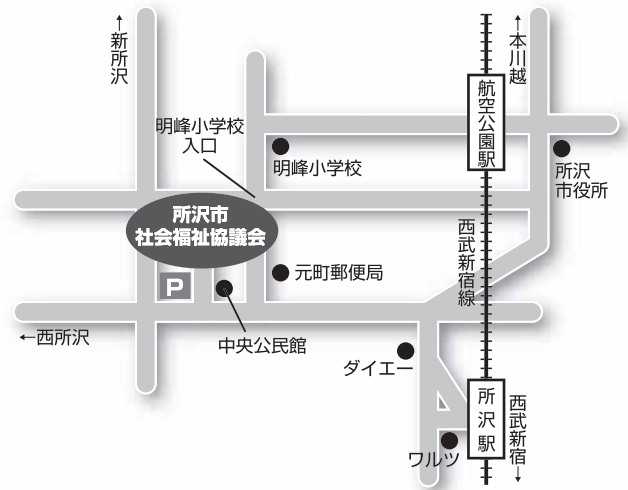 ←新所沢
←本川越
航空公園駅
明峰小学校
入口
明峰小学校
所沢
市役所
所沢市
社会福祉協議会
西武新宿線
元町郵便局
P
←西所沢
中央公民館
ダイエー
所沢駅
西武新宿→
ワルツ